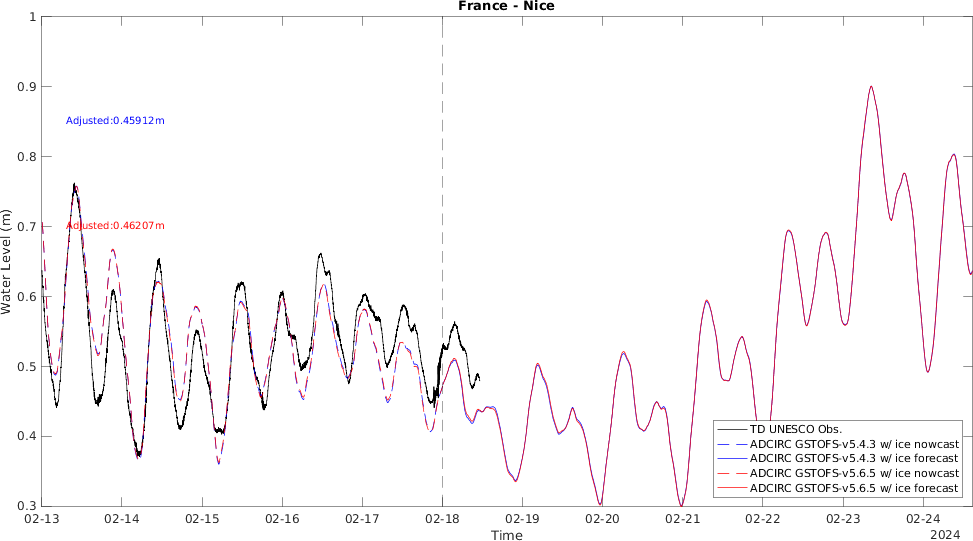 France - Nice
1
0.9
0.8
0.7
0.6
0.5
0.4
0.3
Water Level (m)
Adjusted:0.45912m
Adjusted:0.46207m
TD UNESCO Obs.
ADCIRC GSTOFS-v5.4.3 w/ ice nowcast
ADCIRC GSTOFS-v5.4.3 w/ ice forecast
ADCIRC GSTOFS-v5.6.5 w/ ice nowcast
ADCIRC GSTOFS-v5.6.5 w/ ice forecast
02-13 02-14 02-15 02-16 02-17 02-18 02-19 02-20 02-21 02-22 02-23 02-24
Time
2024